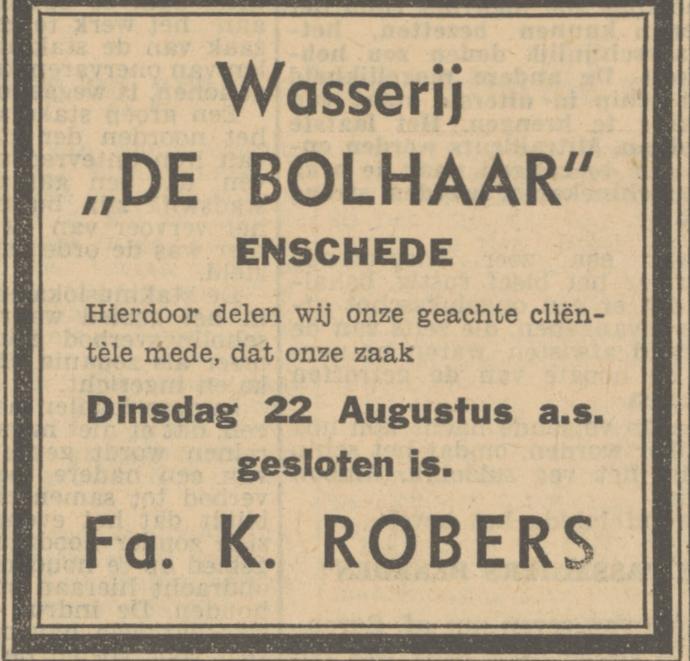 Wasserij
„DE BOLHAAR“
ENSCHEDE
Hierdoor delen wij onze geachte cliën-
tèle mede, dat onze zaak
Dinsdag 22 Augustus a.s.
gesloten is.
Fa K. ROBERS